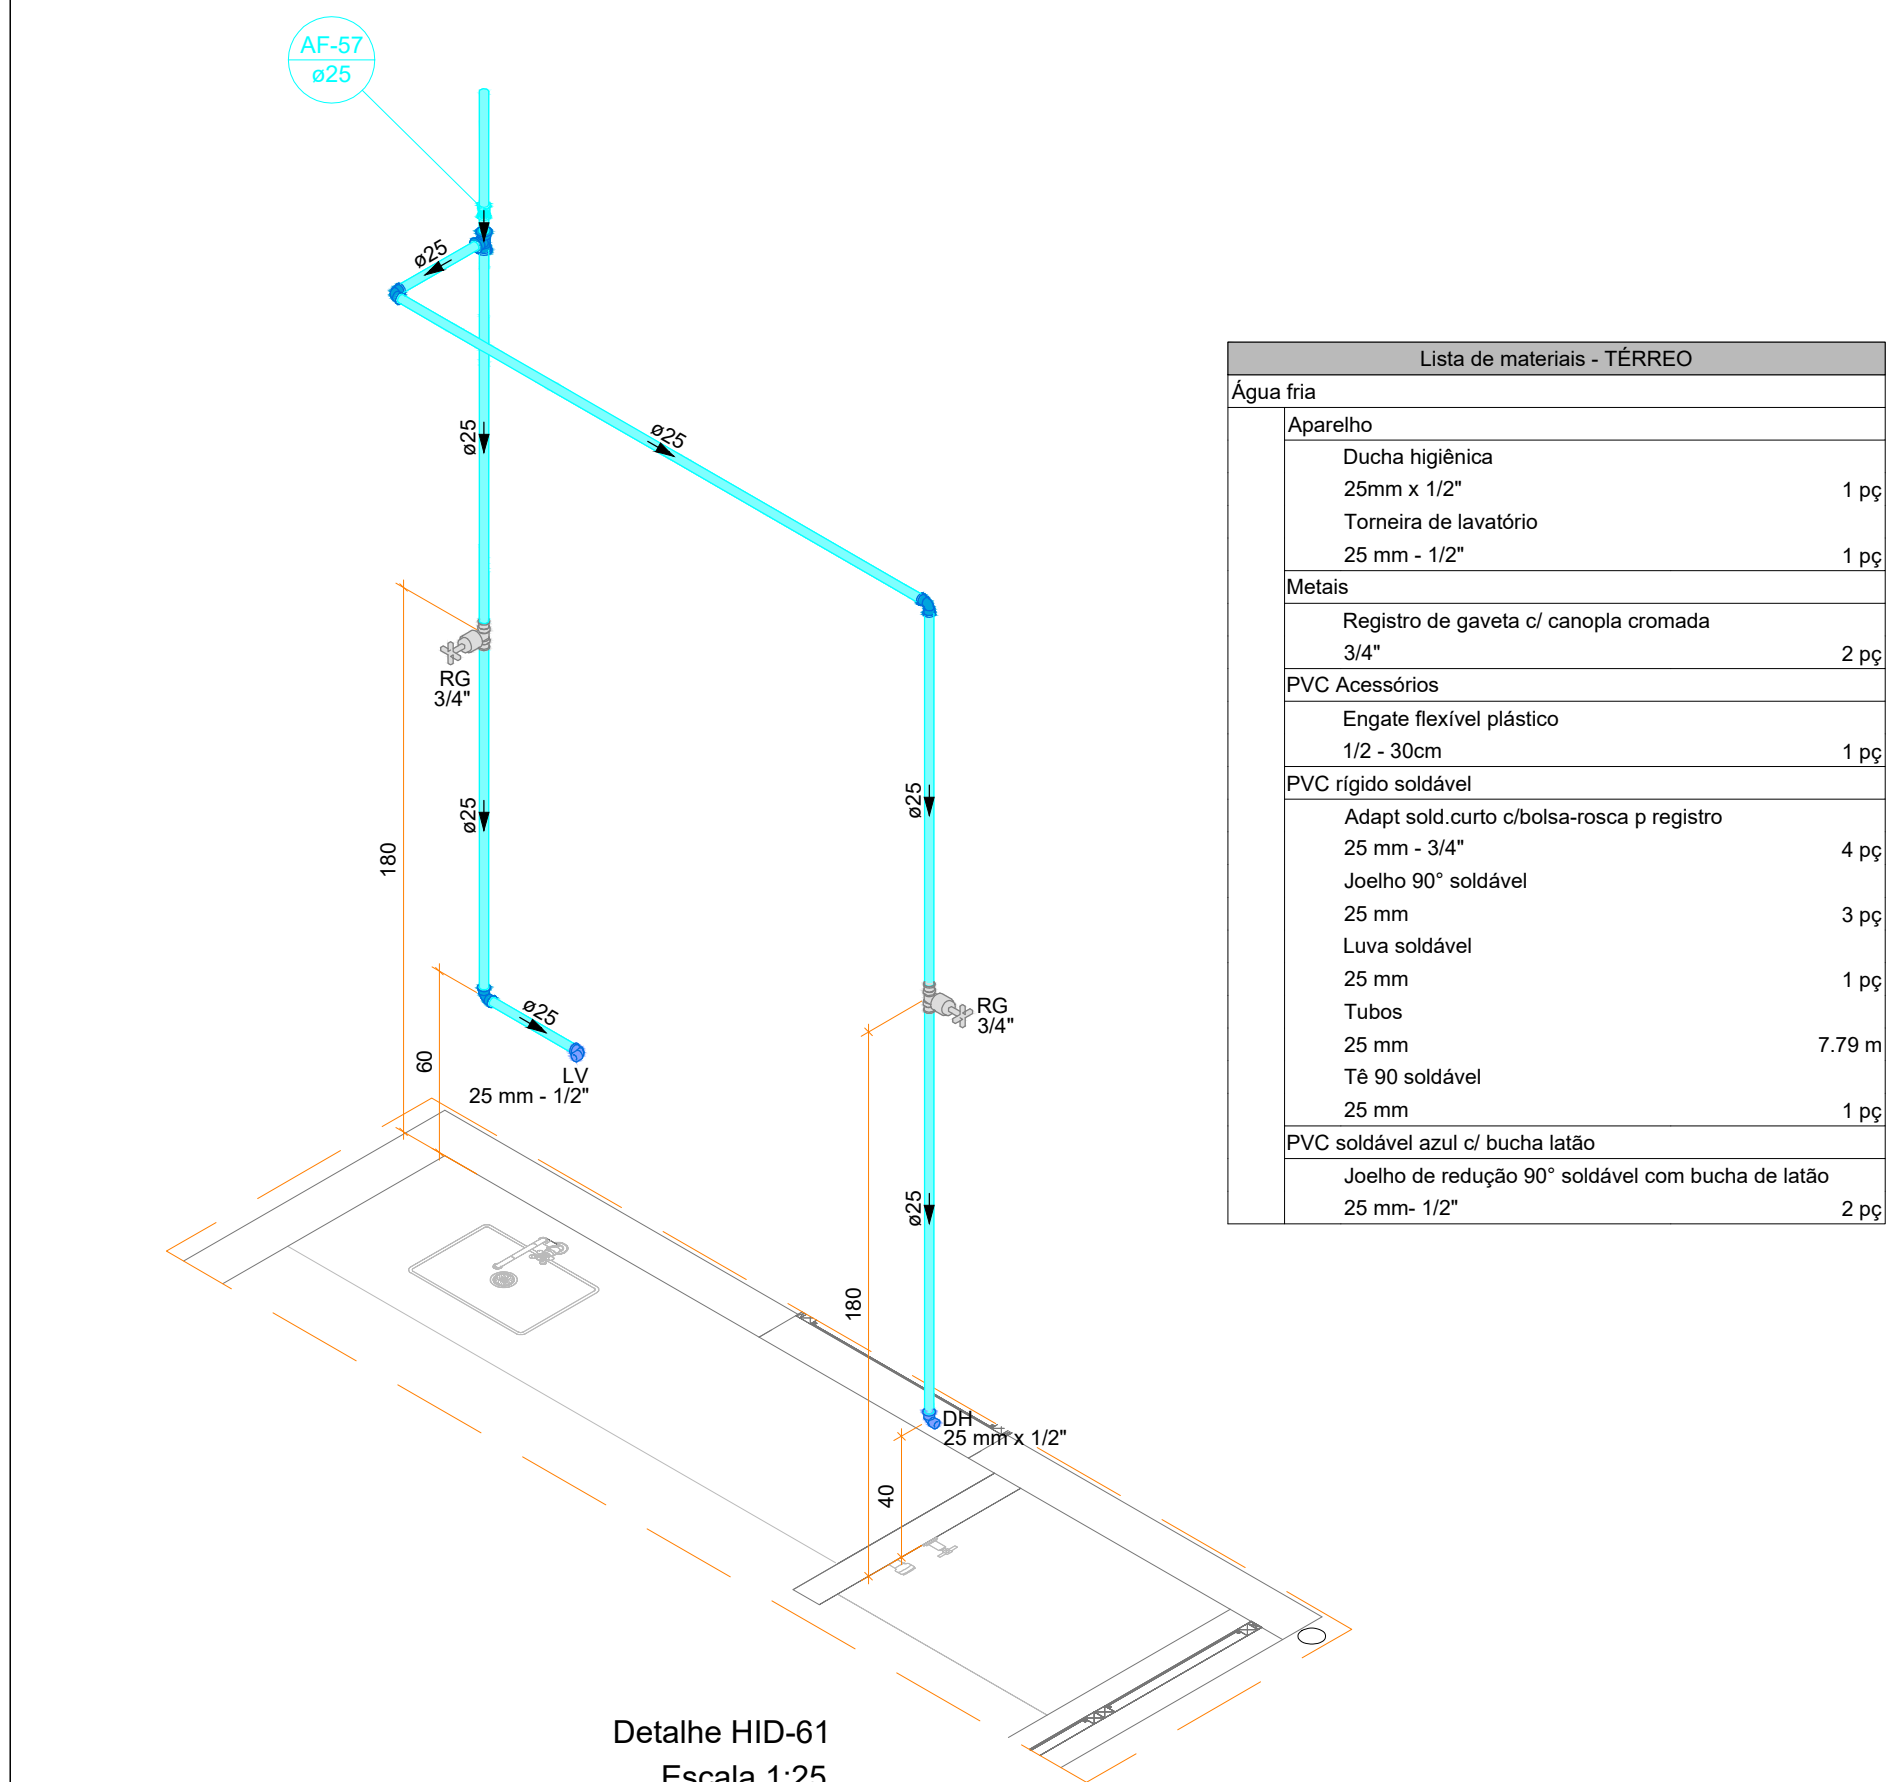 AF-57
ø25
ø25
ø25
ø25
RG
3/4"
180
ø25
ø25
60
ø25
LV
25 mm - 1/2"
RG
3/4"
ø25
180
DH
25 mm x 1/2"
40
Lista de materiais - TÉRREO
Água fria
Aparelho
Ducha higiênica
25mm x 1/2" 1 pç
Torneira de lavatório
25 mm - 1/2" 1 pç
Metais
Registro de gaveta c/ canopla cromada
3/4" 2 pç
PVC Acessórios
Engate flexível plástico
1/2 - 30cm 1 pç
PVC rígido soldável
Adapt sold.curto c/bolsa-rosca p registro
25 mm - 3/4" 4 pç
Joelho 90° soldável
25 mm 3 pç
Luva soldável
25 mm 1 pç
Tubos
25 mm 7.79 m
Tê 90 soldável
25 mm 1 pç
PVC soldável azul c/ bucha latão
Joelho de redução 90° soldável com bucha de latão
25 mm- 1/2" 2 pç
Detalhe HID-61
Escala 1:25